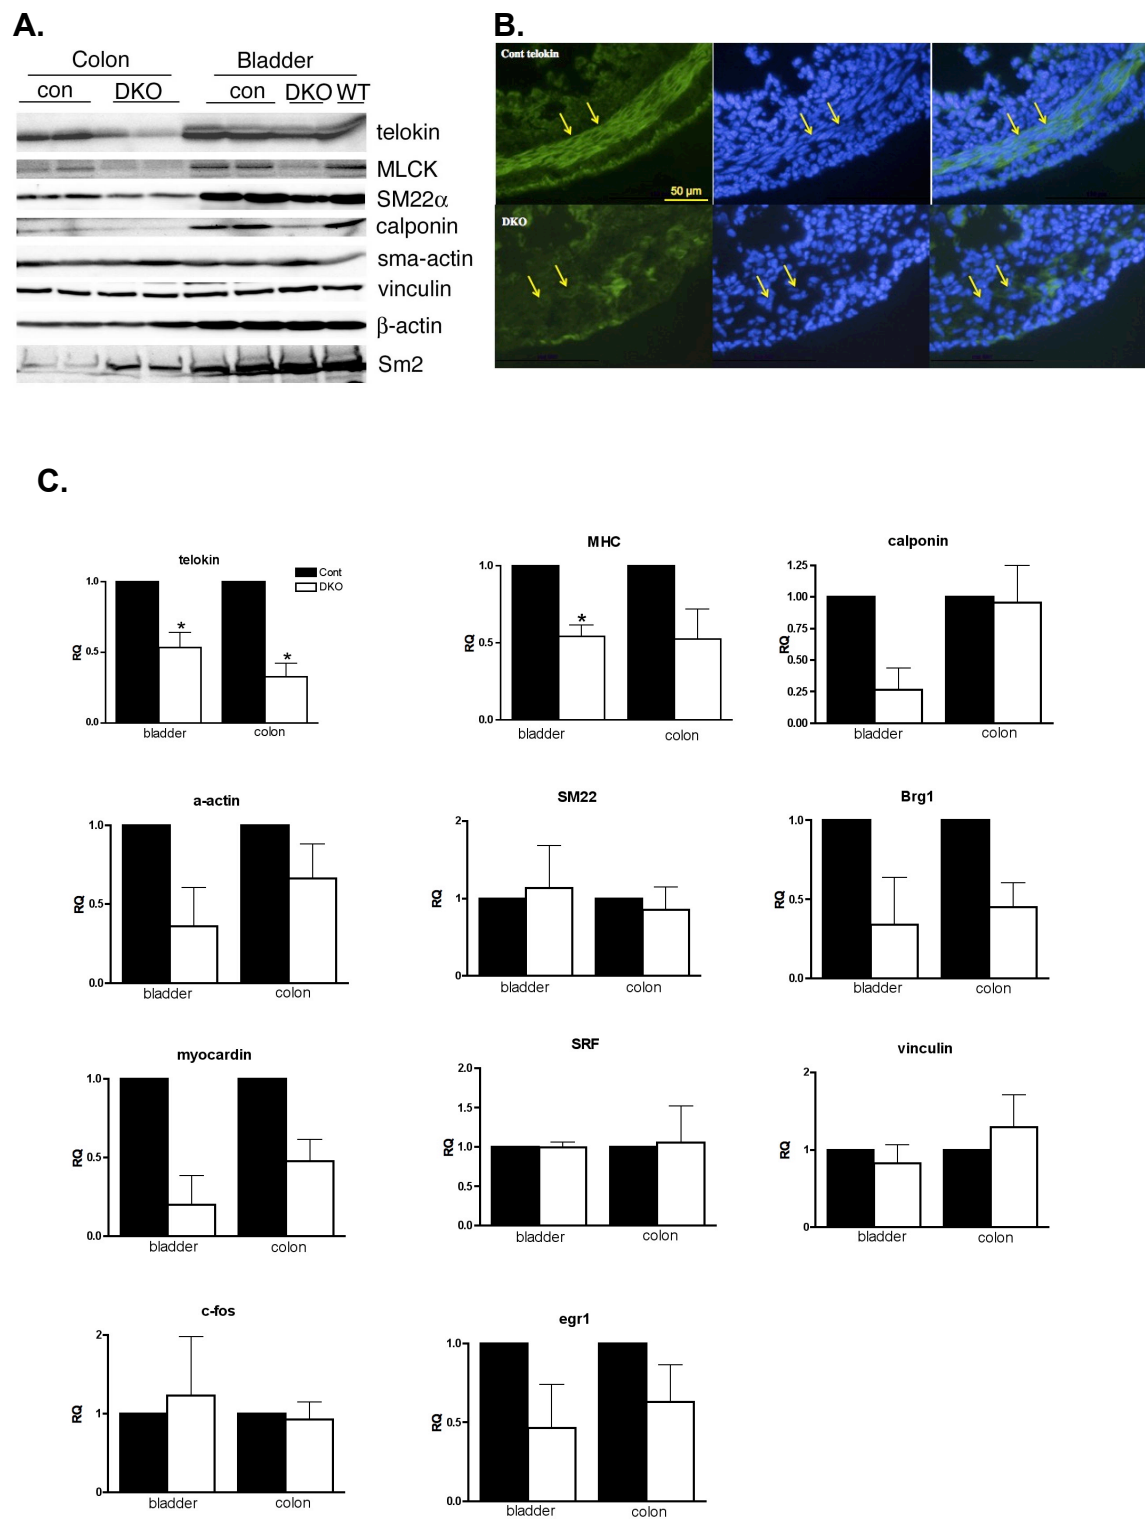 A.
B.
Colon
Bladder
con
DKO
con
DKO
WT
telokin
MLCK
SM22α
calponin
sma-actin
vinculin
β-actin
Sm2
Cont telokin
50 μm
DKO
C.
telokin
Cont
DKO
RQ
1.0
0.5
0.0
*
*
bladder
colon
MHC
RQ
1.0
0.5
0.0
*
bladder
colon
calponin
RQ
1.25
1.00
0.75
0.50
0.25
0.00
bladder
colon
a-actin
RQ
1.0
0.5
0.0
bladder
colon
SM22
RQ
2
1
0
bladder
colon
Brg1
RQ
1.0
0.5
0.0
bladder
colon
myocardin
RQ
1.0
0.5
0.0
bladder
colon
SRF
RQ
2.0
1.5
1.0
0.5
0.0
bladder
colon
vinculin
RQ
2
1
0
bladder
colon
c-fos
RQ
2
1
0
bladder
colon
egr1
RQ
1.0
0.5
0.0
bladder
colon